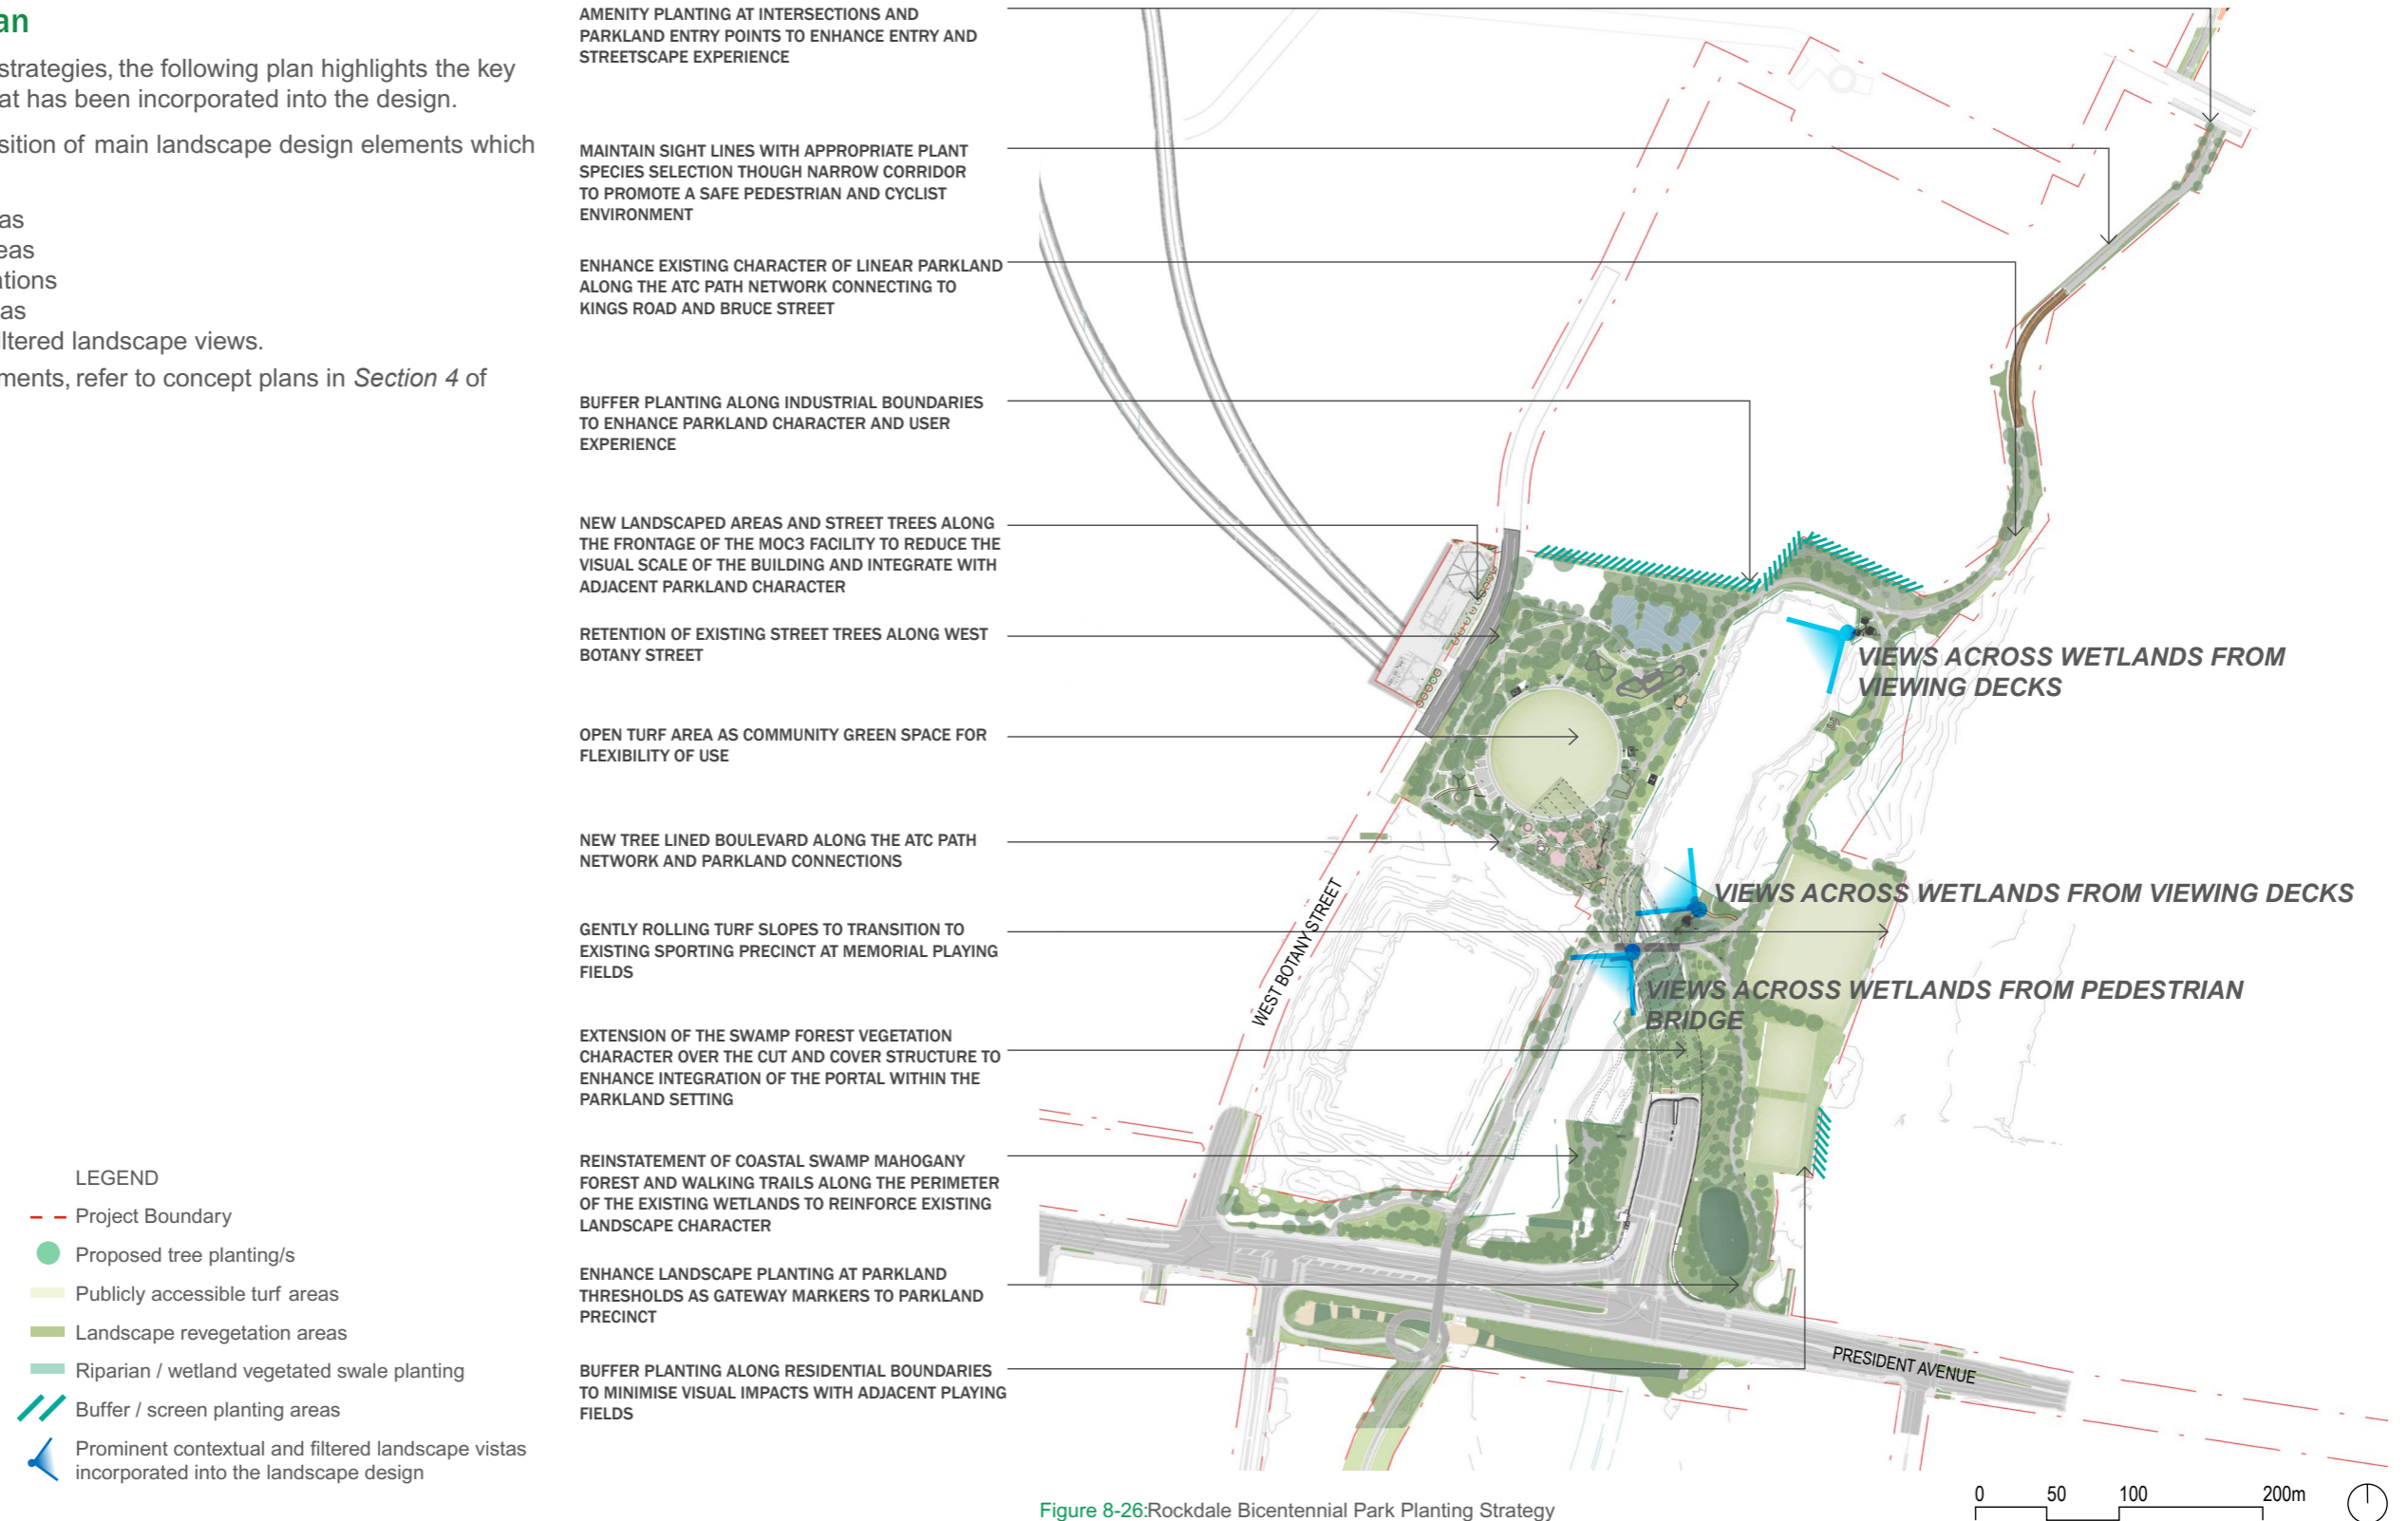 an
strategies, the following plan highlights the key
at has been incorporated into the design.
sition of main landscape design elements which
as
eas
ations
as
ltered landscape views.
ments, refer to concept plans in Section 4 of
AMENITY PLANTING AT INTERSECTIONS AND
PARKLAND ENTRY POINTS TO ENHANCE ENTRY AND
STREETSCAPE EXPERIENCE
MAINTAIN SIGHT LINES WITH APPROPRIATE PLANT
SPECIES SELECTION THOUGH NARROW CORRIDOR
TO PROMOTE A SAFE PEDESTRIAN AND CYCLIST
ENVIRONMENT
ENHANCE EXISTING CHARACTER OF LINEAR PARKLAND
ALONG THE ATC PATH NETWORK CONNECTING TO
KINGS ROAD AND BRUCE STREET
BUFFER PLANTING ALONG INDUSTRIAL BOUNDARIES
TO ENHANCE PARKLAND CHARACTER AND USER
EXPERIENCE
NEW LANDSCAPED AREAS AND STREET TREES ALONG
THE FRONTAGE OF THE MOC3 FACILITY TO REDUCE THE
VISUAL SCALE OF THE BUILDING AND INTEGRATE WITH
ADJACENT PARKLAND CHARACTER
RETENTION OF EXISTING STREET TREES ALONG WEST
BOTANY STREET
OPEN TURF AREA AS COMMUNITY GREEN SPACE FOR
FLEXIBILITY OF USE
NEW TREE LINED BOULEVARD ALONG THE ATC PATH
NETWORK AND PARKLAND CONNECTIONS
GENTLY ROLLING TURF SLOPES TO TRANSITION TO
EXISTING SPORTING PRECINCT AT MEMORIAL PLAYING
FIELDS
EXTENSION OF THE SWAMP FOREST VEGETATION
CHARACTER OVER THE CUT AND COVER STRUCTURE TO
ENHANCE INTEGRATION OF THE PORTAL WITHIN THE
PARKLAND SETTING
REINSTATEMENT OF COASTAL SWAMP MAHOGANY
FOREST AND WALKING TRAILS ALONG THE PERIMETER
OF THE EXISTING WETLANDS TO REINFORCE EXISTING
LANDSCAPE CHARACTER
ENHANCE LANDSCAPE PLANTING AT PARKLAND
THRESHOLDS AS GATEWAY MARKERS TO PARKLAND
PRECINCT
BUFFER PLANTING ALONG RESIDENTIAL BOUNDARIES
TO MINIMISE VISUAL IMPACTS WITH ADJACENT PLAYING
FIELDS
VIEWS ACROSS WETLANDS FROM
VIEWING DECKS
VIEWS ACROSS WETLANDS FROM VIEWING DECKS
VIEWS ACROSS WETLANDS FROM PEDESTRIAN
BRIDGE
WEST BOTANY STREET
PRESIDENT AVENUE
LEGEND
Project Boundary
Proposed tree planting/s
Publicly accessible turf areas
Landscape revegetation areas
Riparian / wetland vegetated swale planting
Buffer / screen planting areas
Prominent contextual and filtered landscape vistas
incorporated into the landscape design
Figure 8-26:Rockdale Bicentennial Park Planting Strategy
0 50 100 200m